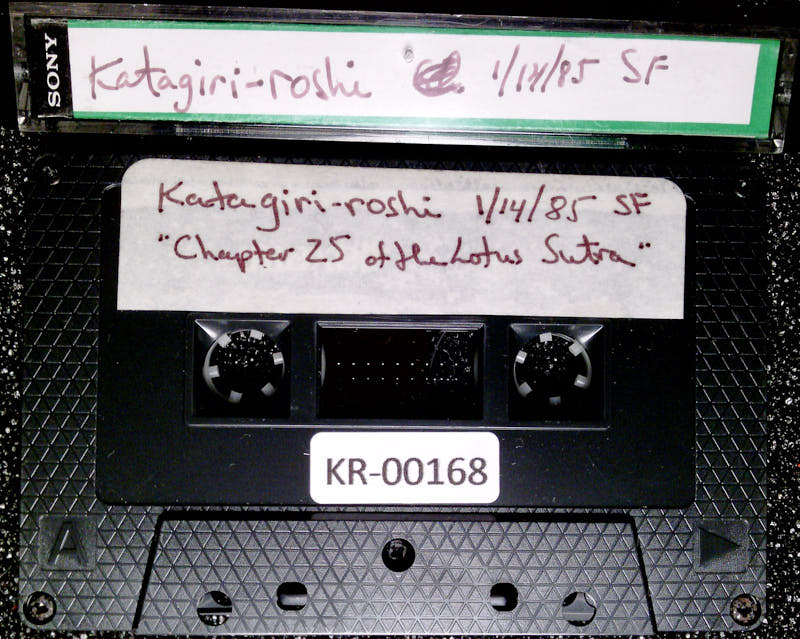 SONY
Katagiri-roshi 1/14/85 SF
Katagiri-roshi 1/14/85 SF
"Chapter 25 of the Lotus Sutra"
KR-00168
A